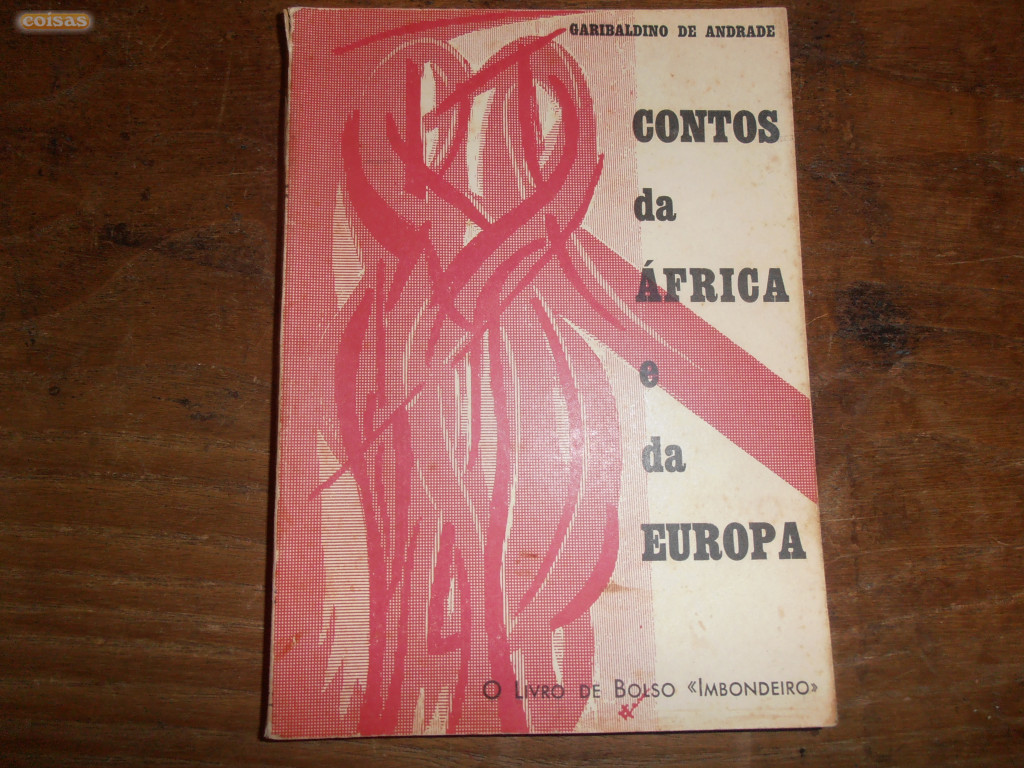 coisas
GARIBALDINO DE ANDRADE
CONTOS
da
ÁFRICA
e
da
EUROPA
O LIVRO DE BOLSO «IMBONDEIRO»